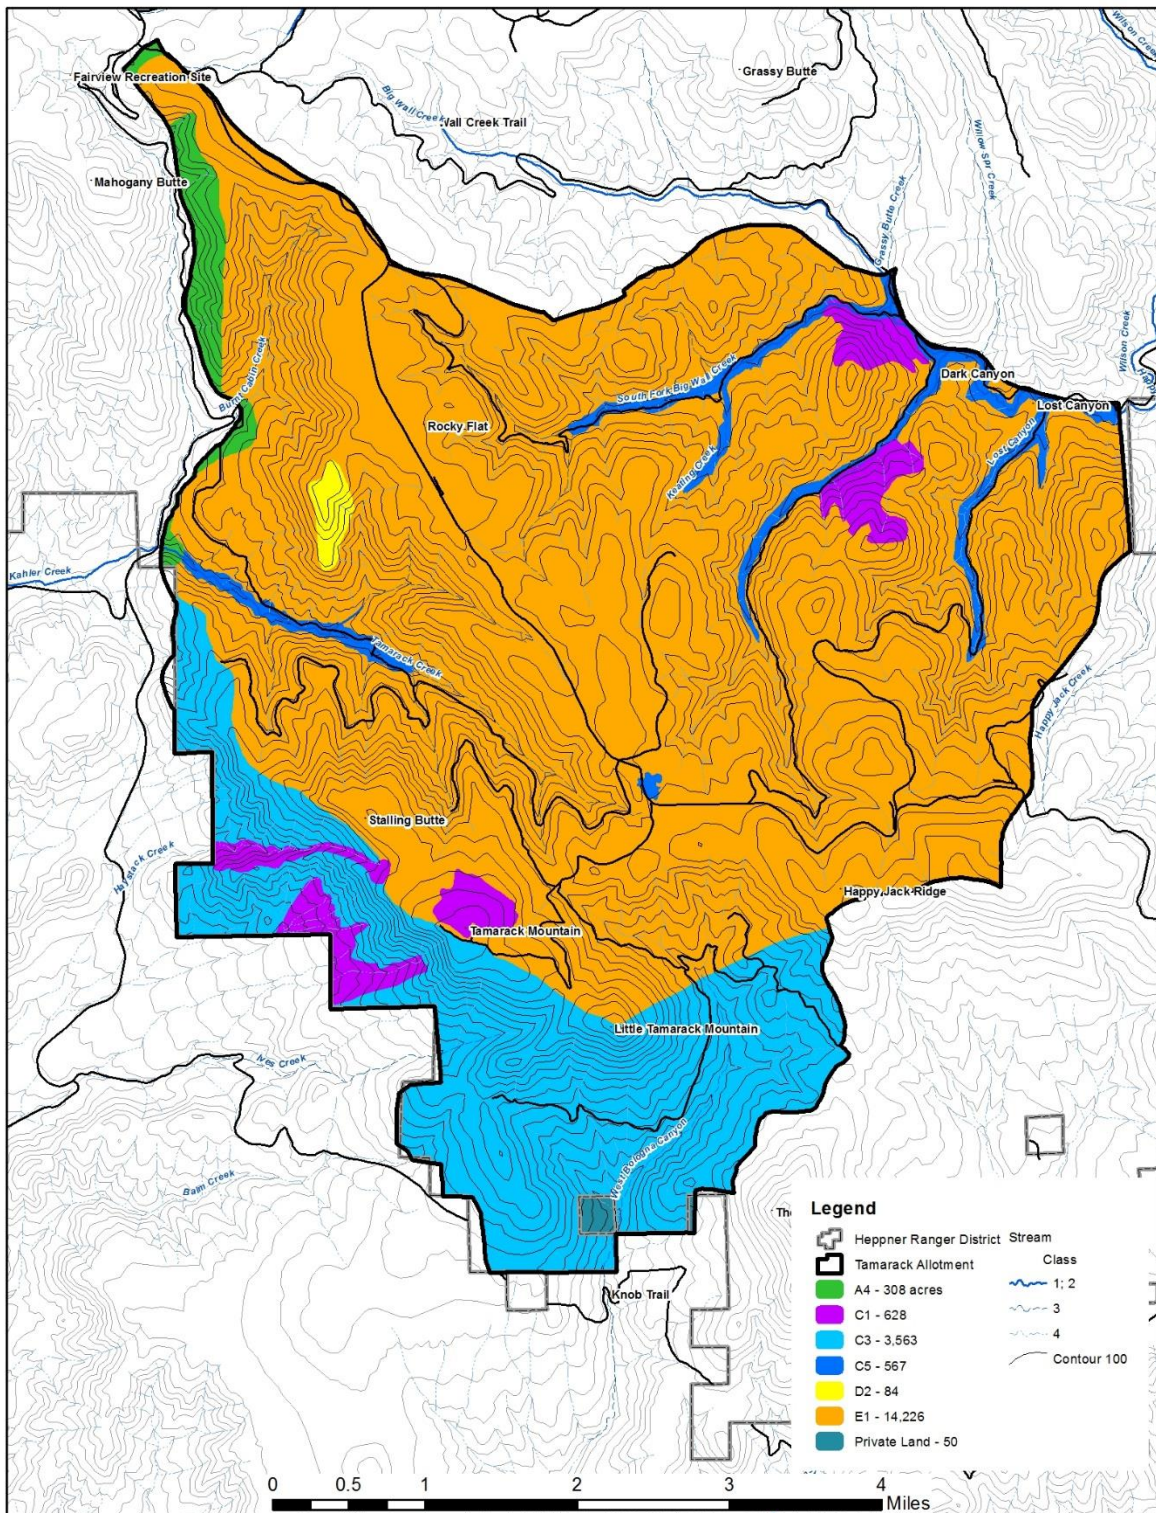 Wilson Creek
Fairview Recreation Site
Grassy Butte
Big Wall Creek
Wall Creek Trail
Willow Spr Creek
Mahogany Butte
Grassy Butte Creek
Wilson Creek
Burnt Cabin Creek
South Fork Big Wall Creek
Dark Canyon
Lost Canyon
Rocky Flat
Lost Canyon
Keating Creek
Kahler Creek
Tamarack Creek
Happy Jack Creek
Stalling Butte
Haystack Creek
Happy Jack Ridge
Tamarack Mountain
Little Tamarack Mountain
Ives Creek
West Bologna Canyon
Balm Creek
Knob Trail
Legend
Heppner Ranger District
Tamarack Allotment
A4 - 308 acres
C1 - 628
C3 - 3,563
C5 - 567
D2 - 84
E1 - 14,226
Private Land - 50
Stream
Class
1; 2
3
4
Contour 100
0 0.5 1 2 3 4
Miles